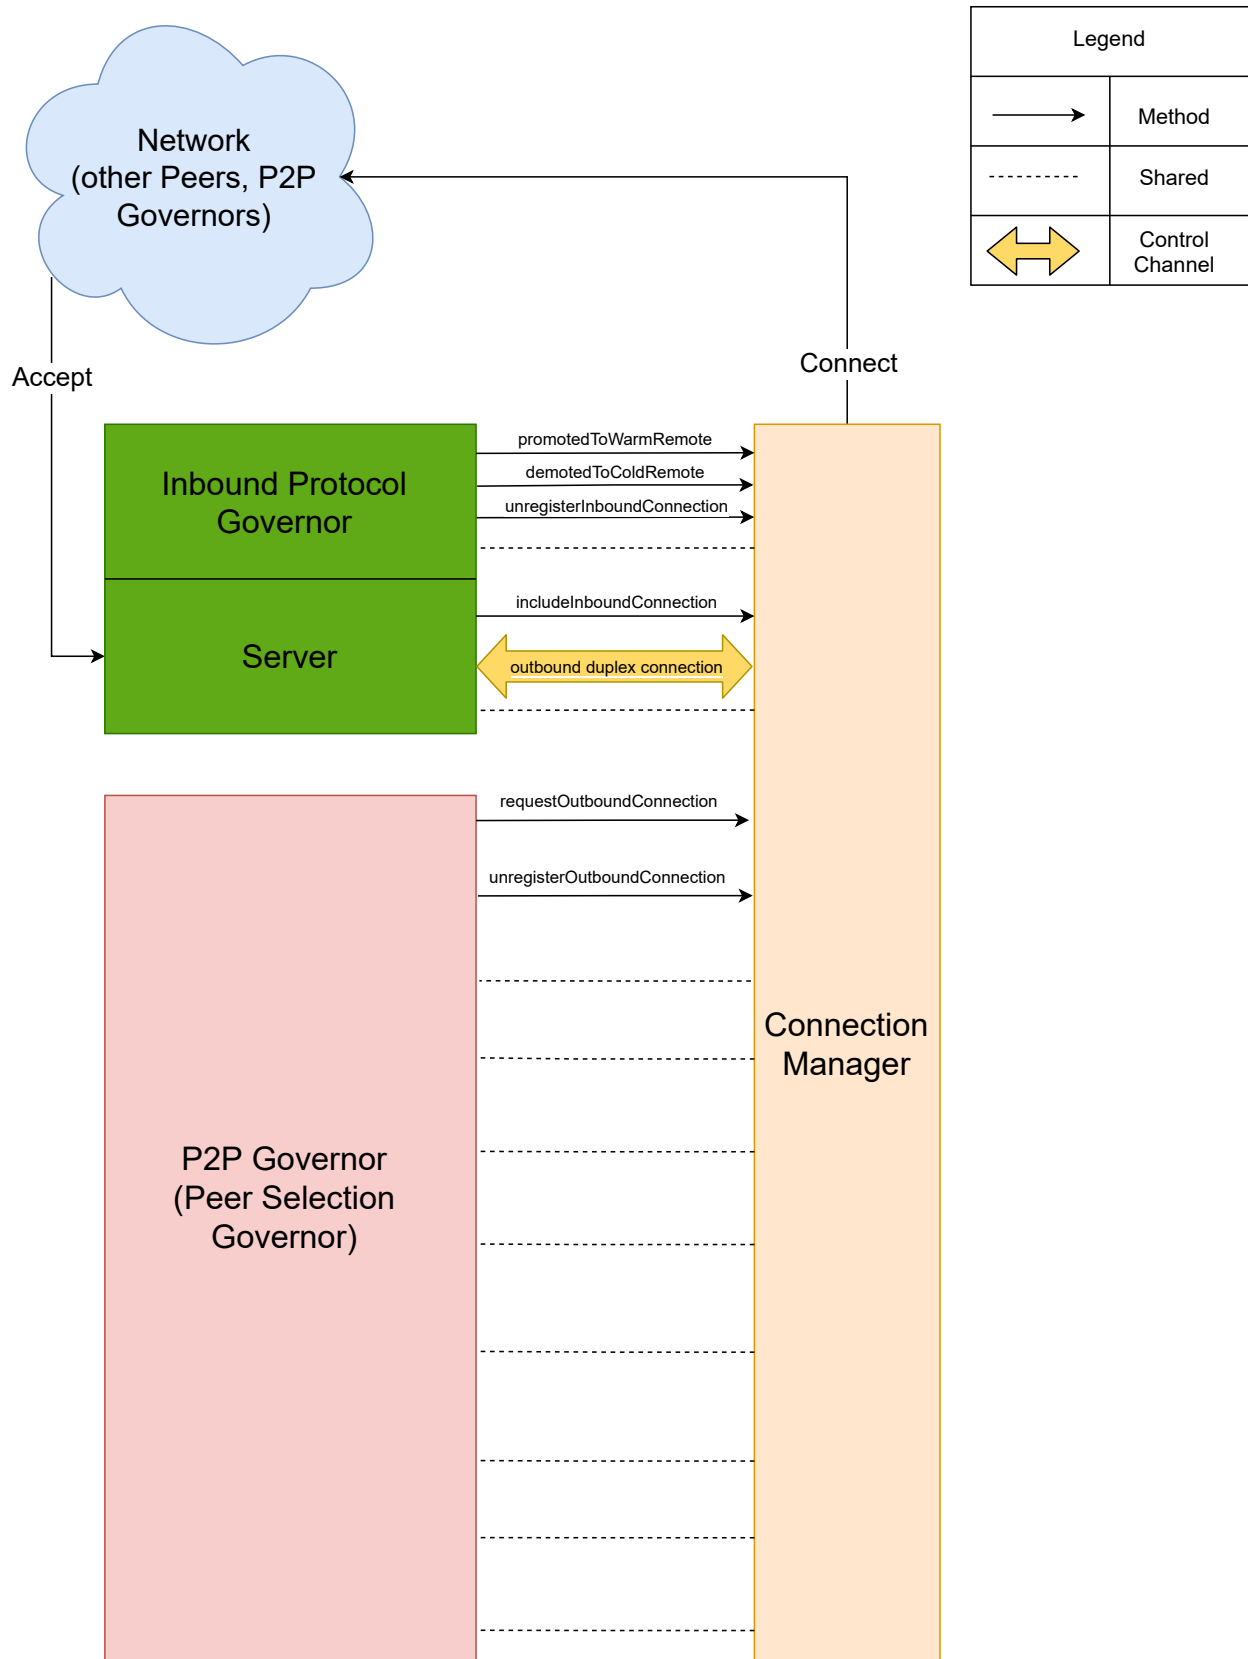 Legend
Method
Shared
Control
Channel
Network
(other Peers, P2P
Governors)
Accept
Connect
Inbound Protocol
Governor
promotedToWarmRemote
demotedToColdRemote
unregisterInboundConnection
Server
includeInboundConnection
outbound duplex connection
requestOutboundConnection
unregisterOutboundConnection
Connection
Manager
P2P Governor
(Peer Selection
Governor)